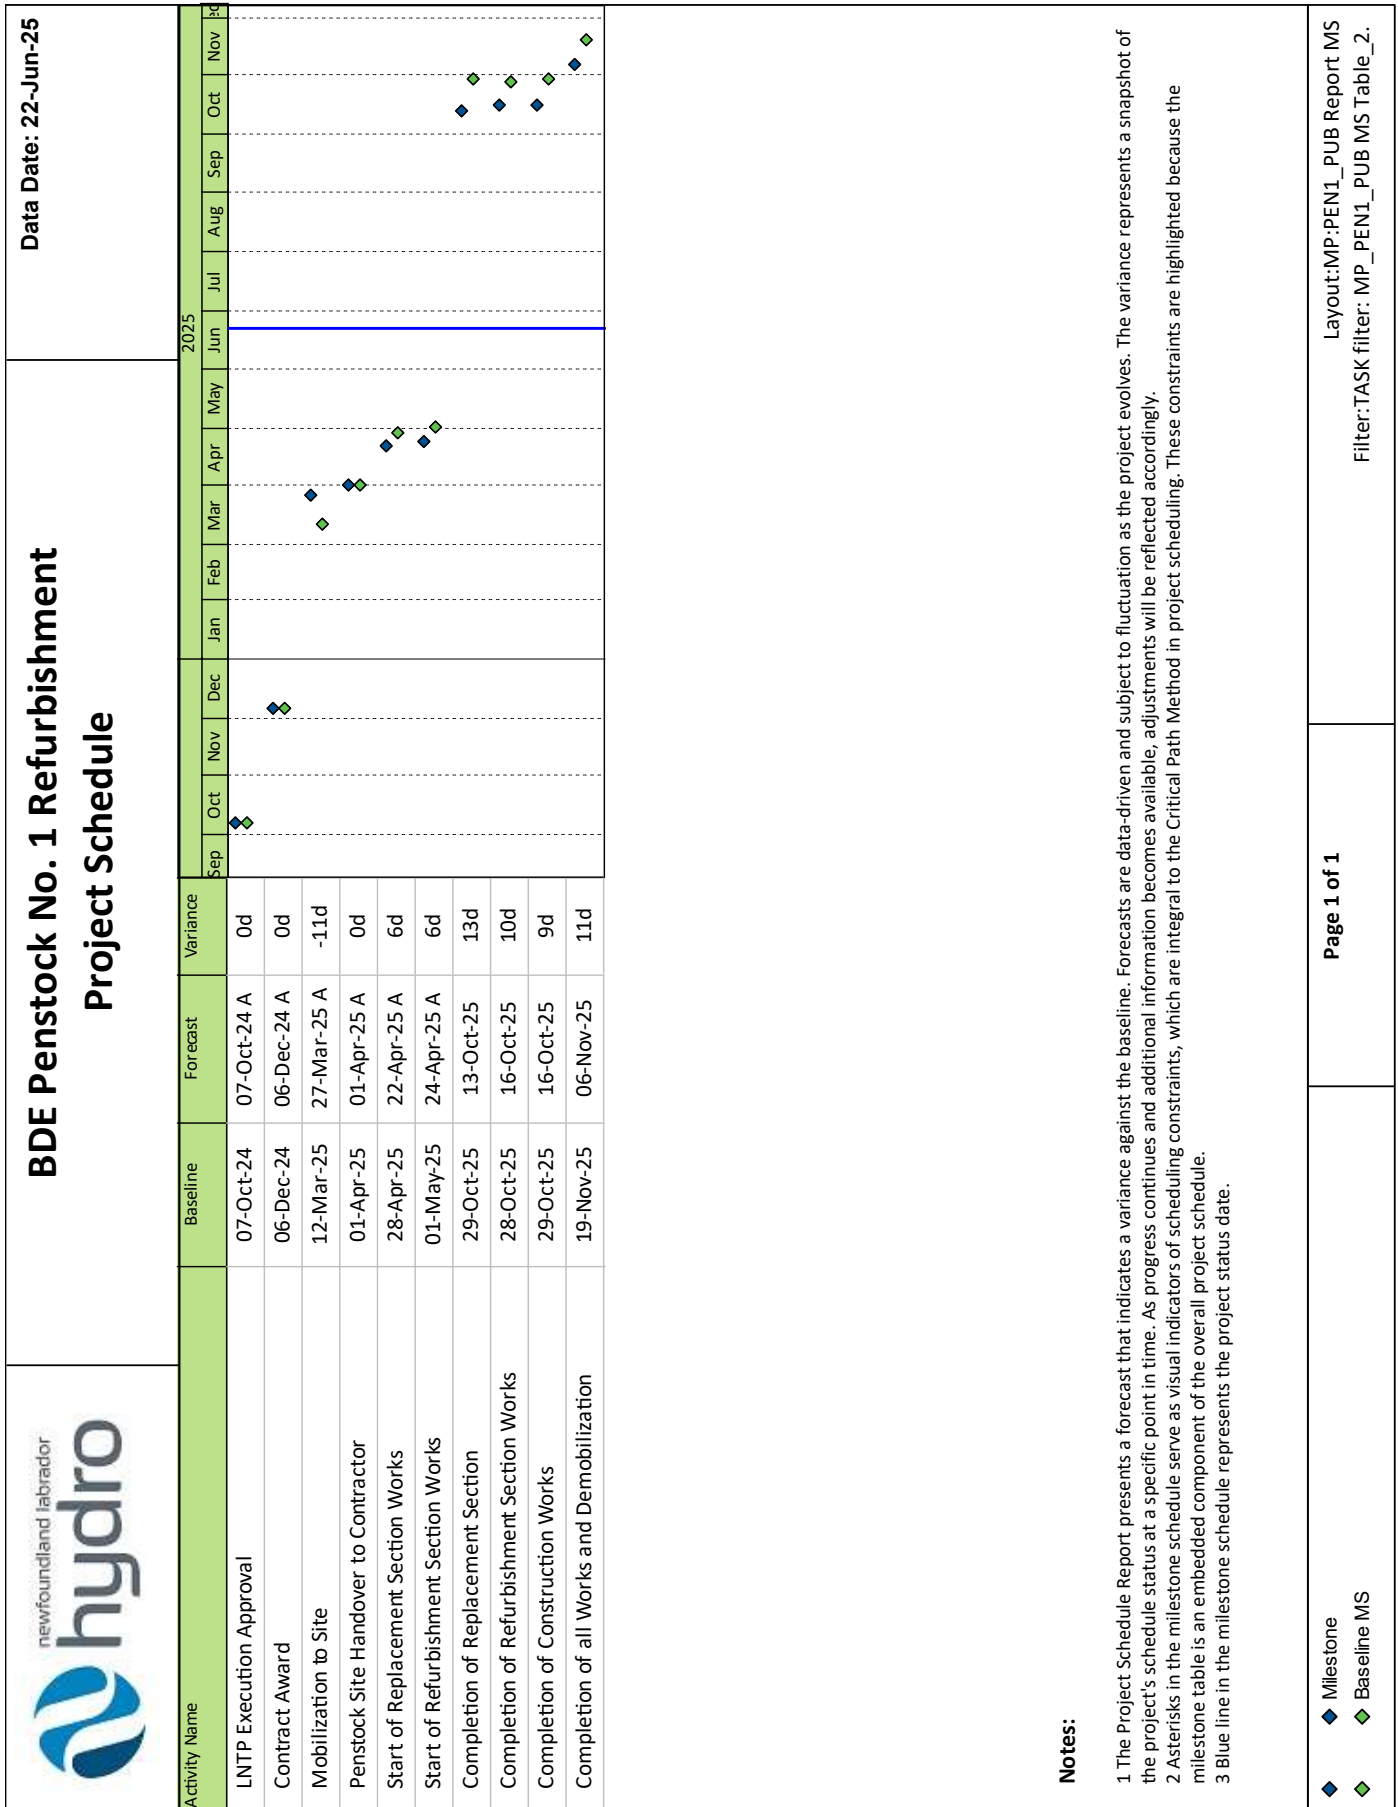 newfoundland labrador
hydro
BDE Penstock No. 1 Refurbishment
Project Schedule
Data Date: 22-Jun-25
Activity Name Baseline Forecast Variance 2025
Sep Oct Nov Dec Jan Feb Mar Apr May Jun Jul Aug Sep Oct Nov
LNTP Execution Approval 07-Oct-24 07-Oct-24 A 0d
Contract Award 06-Dec-24 06-Dec-24 A 0d
Mobilization to Site 12-Mar-25 27-Mar-25 A -11d
Penstock Site Handover to Contractor 01-Apr-25 01-Apr-25 A 0d
Start of Replacement Section Works 28-Apr-25 22-Apr-25 A 6d
Start of Refurbishment Section Works 01-May-25 24-Apr-25 A 6d
Completion of Replacement Section 29-Oct-25 13-Oct-25 13d
Completion of Refurbishment Section Works 28-Oct-25 16-Oct-25 10d
Completion of Construction Works 29-Oct-25 16-Oct-25 9d
Completion of all Works and Demobilization 19-Nov-25 06-Nov-25 11d
Notes:
1 The Project Schedule Report presents a forecast that indicates a variance against the baseline. Forecasts are data-driven and subject to fluctuation as the project evolves. The variance represents a snapshot of
the project's schedule status at a specific point in time. As progress continues and additional information becomes available, adjustments will be reflected accordingly.
2 Asterisks in the milestone schedule serve as visual indicators of scheduling constraints, which are integral to the Critical Path Method in project scheduling. These constraints are highlighted because the
milestone table is an embedded component of the overall project schedule.
3 Blue line in the milestone schedule represents the project status date.
Milestone
Baseline MS
Page 1 of 1
Layout:MP:PEN1_PUB Report MS
Filter:TASK filter: MP_PEN1_PUB MS Table_2.